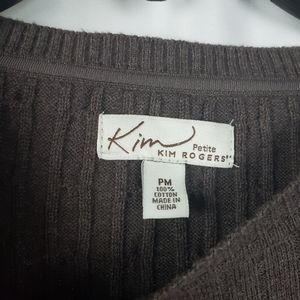 Kim
Petite
KIM ROGERS
PM
100%
COTTON
MADE IN
CHINA